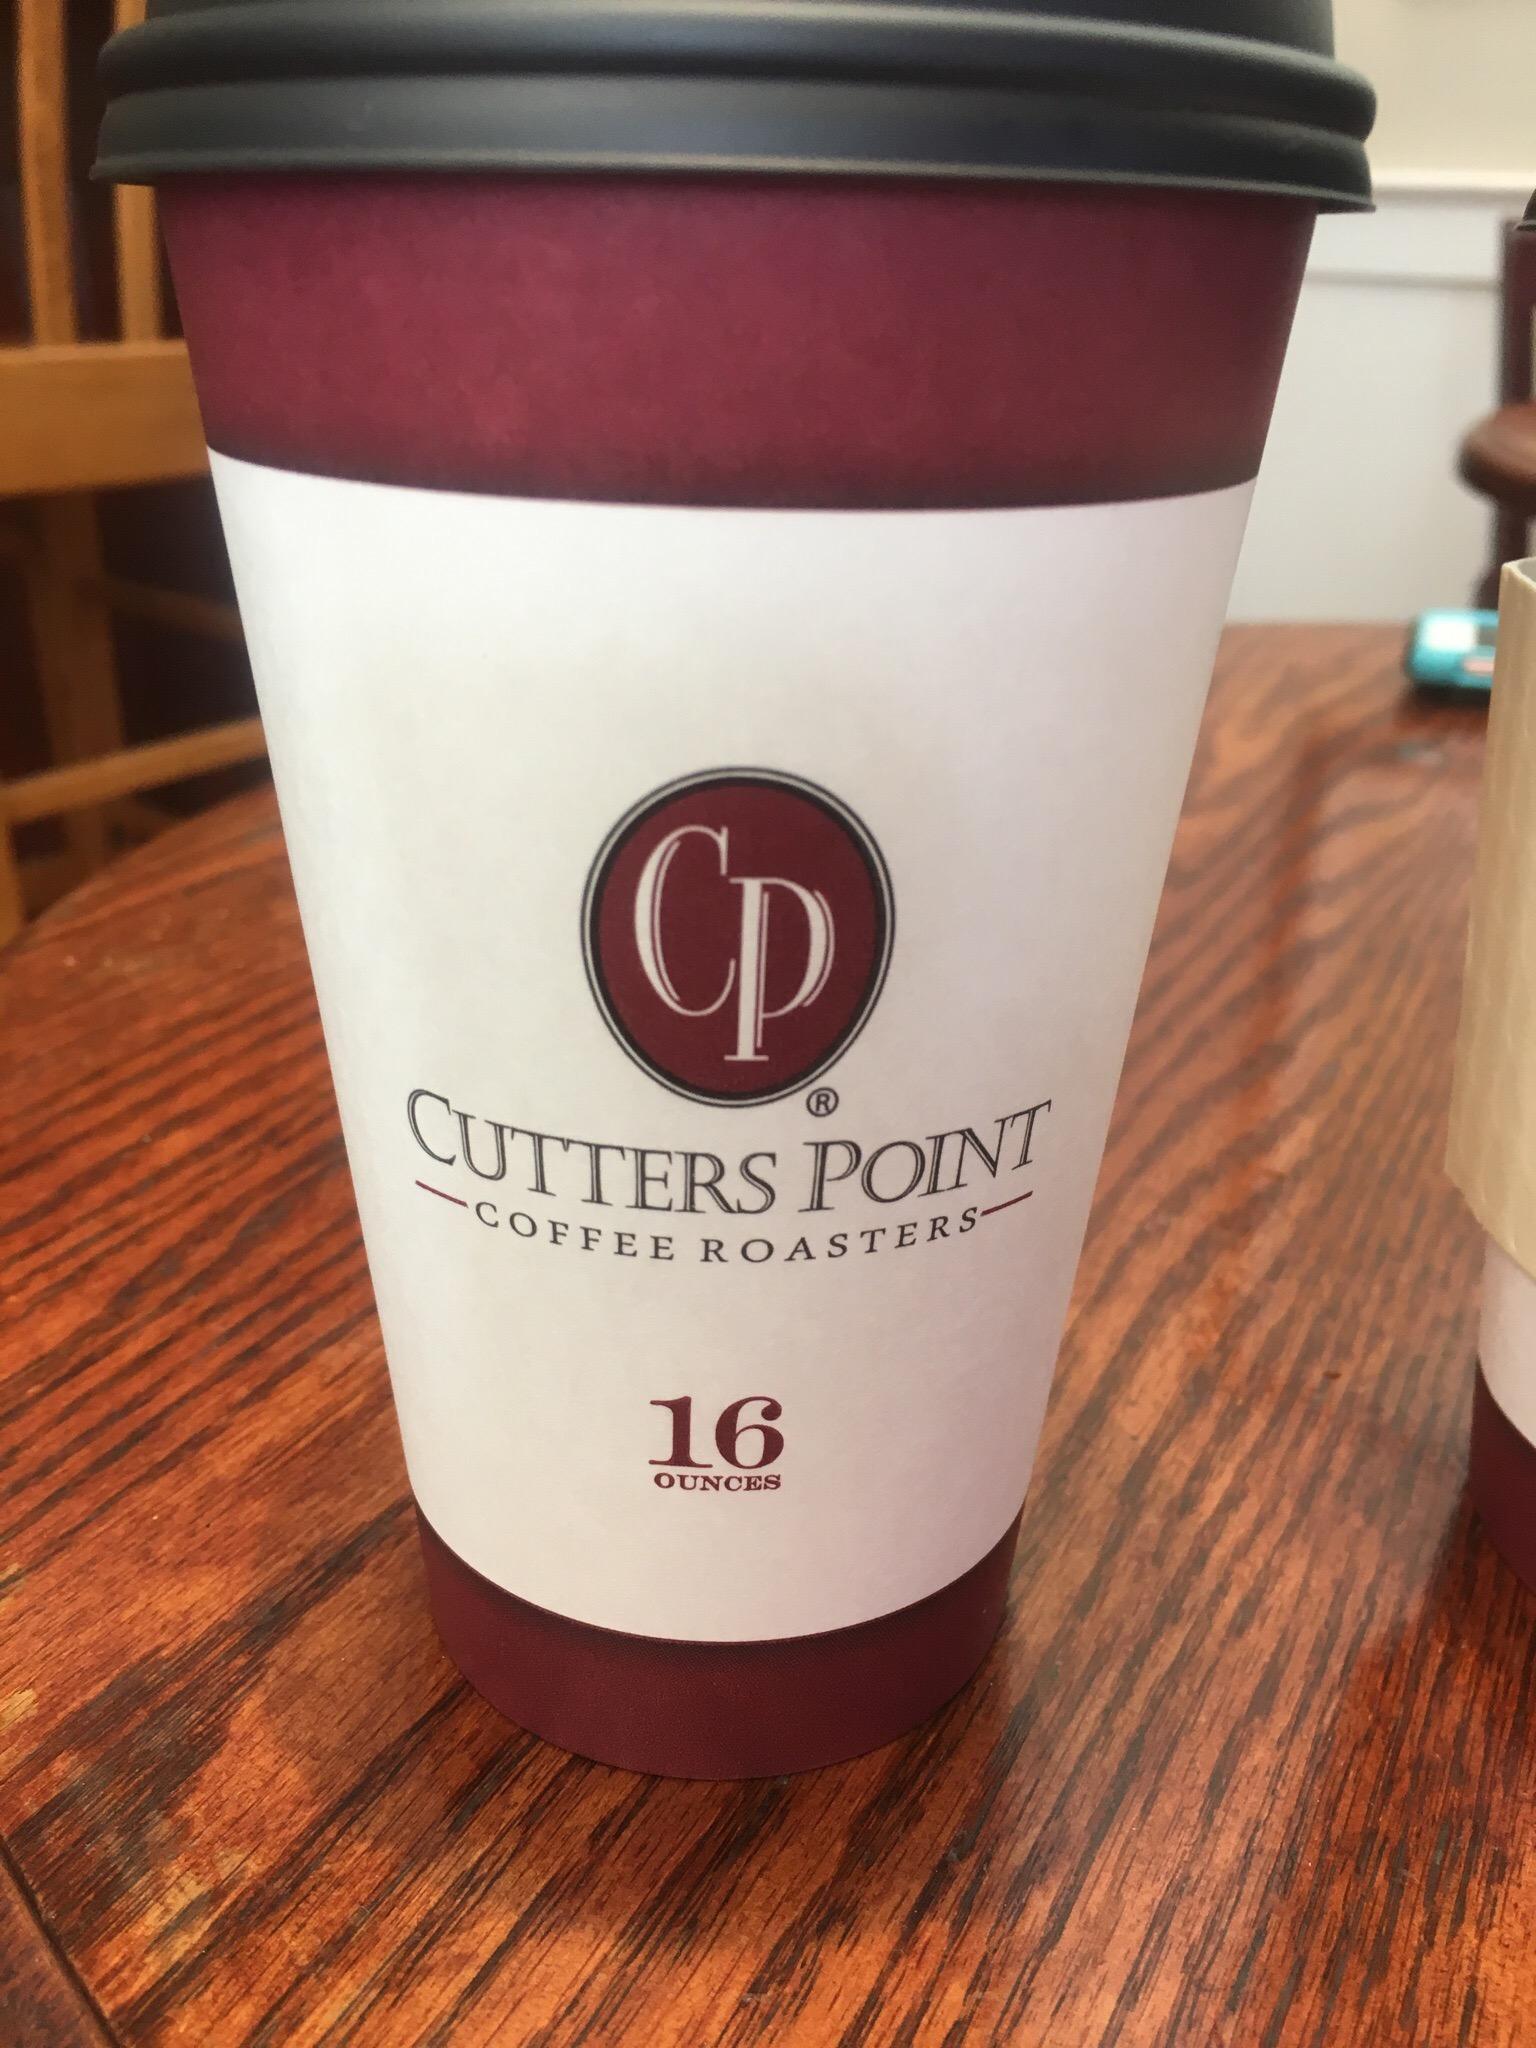 CP
®
CUTTERS POINT
COFFEE ROASTERS
16
OUNCES